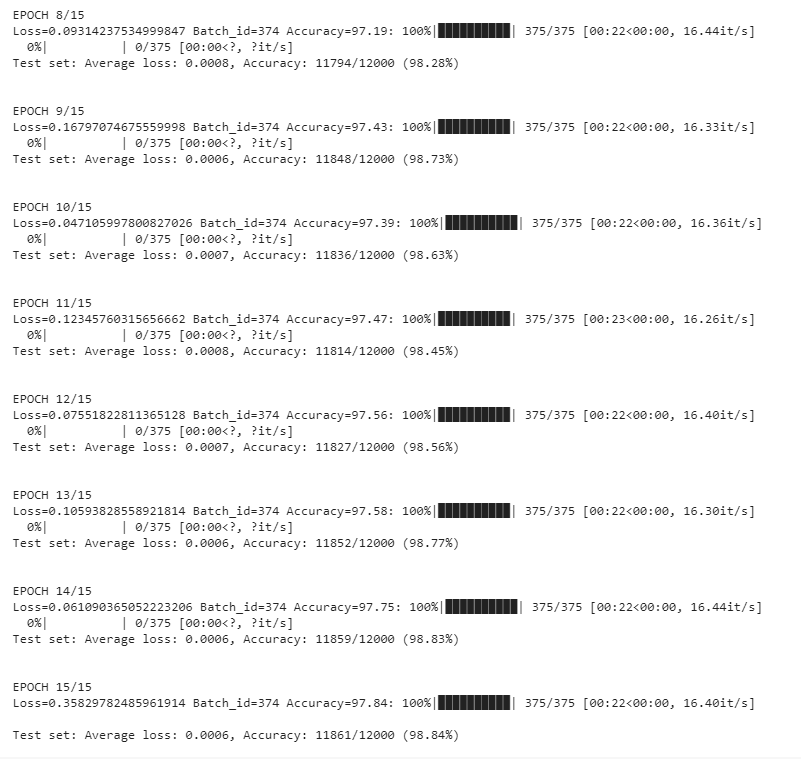 EPOCH 8/15
Loss=0.09314237534999847 Batch_id=374 Accuracy=97.19: 100%|██████████| 375/375 [00:22<00:00, 16.44it/s]
  0%|          | 0/375 [00:00<?, ?it/s]
Test set: Average loss: 0.0008, Accuracy: 11794/12000 (98.28%)
EPOCH 9/15
Loss=0.16797074675559998 Batch_id=374 Accuracy=97.43: 100%|██████████| 375/375 [00:22<00:00, 16.33it/s]
  0%|          | 0/375 [00:00<?, ?it/s]
Test set: Average loss: 0.0006, Accuracy: 11848/12000 (98.73%)
EPOCH 10/15
Loss=0.047105997800827026 Batch_id=374 Accuracy=97.39: 100%|██████████| 375/375 [00:22<00:00, 16.36it/s]
  0%|          | 0/375 [00:00<?, ?it/s]
Test set: Average loss: 0.0007, Accuracy: 11836/12000 (98.63%)
EPOCH 11/15
Loss=0.12345760315656662 Batch_id=374 Accuracy=97.47: 100%|██████████| 375/375 [00:23<00:00, 16.26it/s]
  0%|          | 0/375 [00:00<?, ?it/s]
Test set: Average loss: 0.0008, Accuracy: 11814/12000 (98.45%)
EPOCH 12/15
Loss=0.07551822811365128 Batch_id=374 Accuracy=97.56: 100%|██████████| 375/375 [00:22<00:00, 16.40it/s]
  0%|          | 0/375 [00:00<?, ?it/s]
Test set: Average loss: 0.0007, Accuracy: 11827/12000 (98.56%)
EPOCH 13/15
Loss=0.10593828558921814 Batch_id=374 Accuracy=97.58: 100%|██████████| 375/375 [00:22<00:00, 16.30it/s]
  0%|          | 0/375 [00:00<?, ?it/s]
Test set: Average loss: 0.0006, Accuracy: 11852/12000 (98.77%)
EPOCH 14/15
Loss=0.061090365052223206 Batch_id=374 Accuracy=97.75: 100%|██████████| 375/375 [00:22<00:00, 16.44it/s]
  0%|          | 0/375 [00:00<?, ?it/s]
Test set: Average loss: 0.0006, Accuracy: 11859/12000 (98.83%)
EPOCH 15/15
Loss=0.35829782485961914 Batch_id=374 Accuracy=97.84: 100%|██████████| 375/375 [00:22<00:00, 16.40it/s]
Test set: Average loss: 0.0006, Accuracy: 11861/12000 (98.84%)